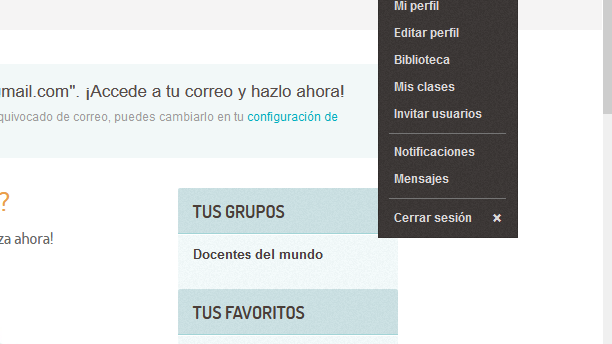 Mi perfil
Editar perfil
Biblioteca
Mis clases
Invitar usuarios
Notificaciones
Mensajes
Cerrar sesión ×
gmail.com". ¡Accede a tu correo y hazlo ahora!
quivocado de correo, puedes cambiarlo en tu configuración de
?
za ahora!
TUS GRUPOS
Docentes del mundo
TUS FAVORITOS